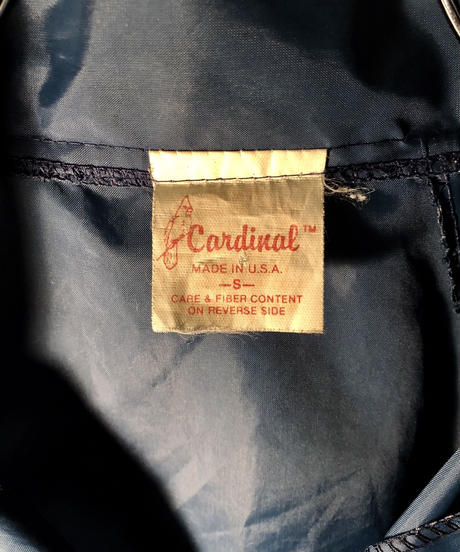 Cardinal™
MADE IN U.S.A.
—S—
CARE & FIBER CONTENT
ON REVERSE SIDE